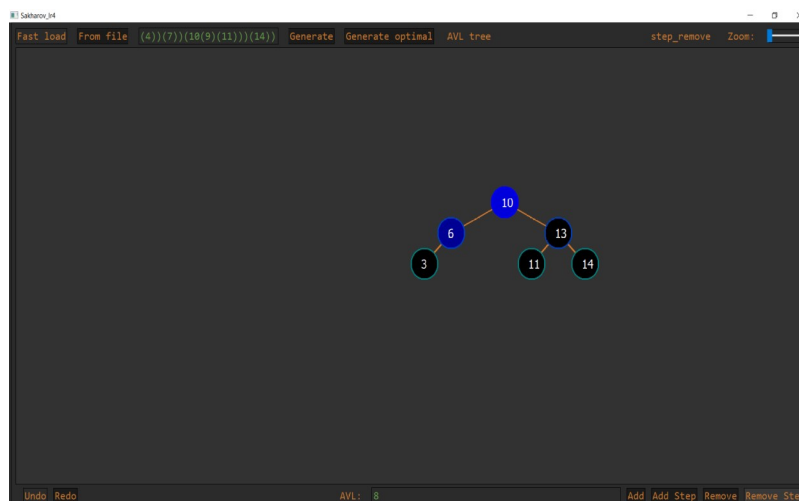 Sakharov_lr4
Fast load From file (4))(7))(10(9)(11)))(14)) Generate Generate optimal AVL tree step_remove Zoom:
10
6 13
3 11 14
Undo Redo AVL: 8 Add Add Step Remove Remove Ste